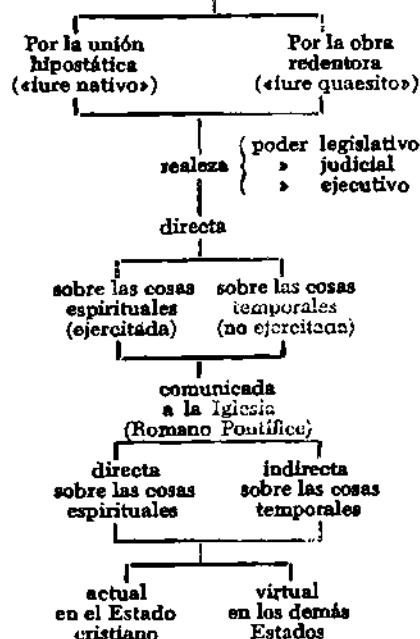 Por la unión
hipostática
(«iure nativo»)
Por la obra
redentora
(«iure quaesito»)
realeza { poder legislativo
» judicial
» ejecutivo
directa
sobre las cosas
espirituales
(ejercitada)
sobre las cosas
temporales
(no ejercitada)
comunicada
a la Iglesia
(Romano Pontífice)
directa
sobre las cosas
espirituales
indirecta
sobre las cosas
temporales
actual
en el Estado
cristiano
virtual
en los demás
Estados